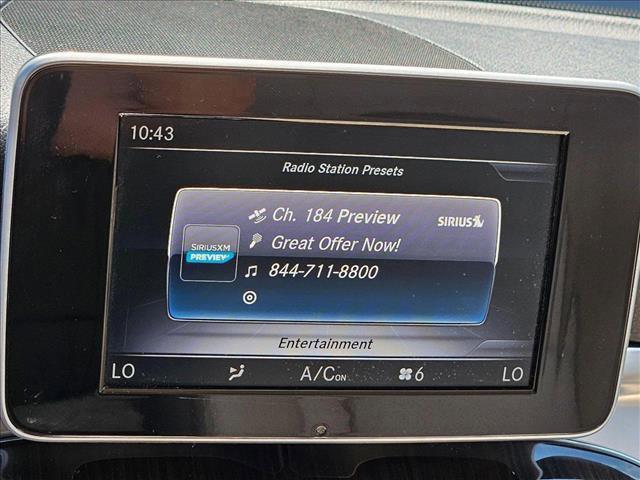 10:43
Radio Station Presets
Ch. 184 Preview
SIRIUS
SIRIUSXM
PREVIEW
Great Offer Now!
844-711-8800
Entertainment
LO A/C ON 6 LO